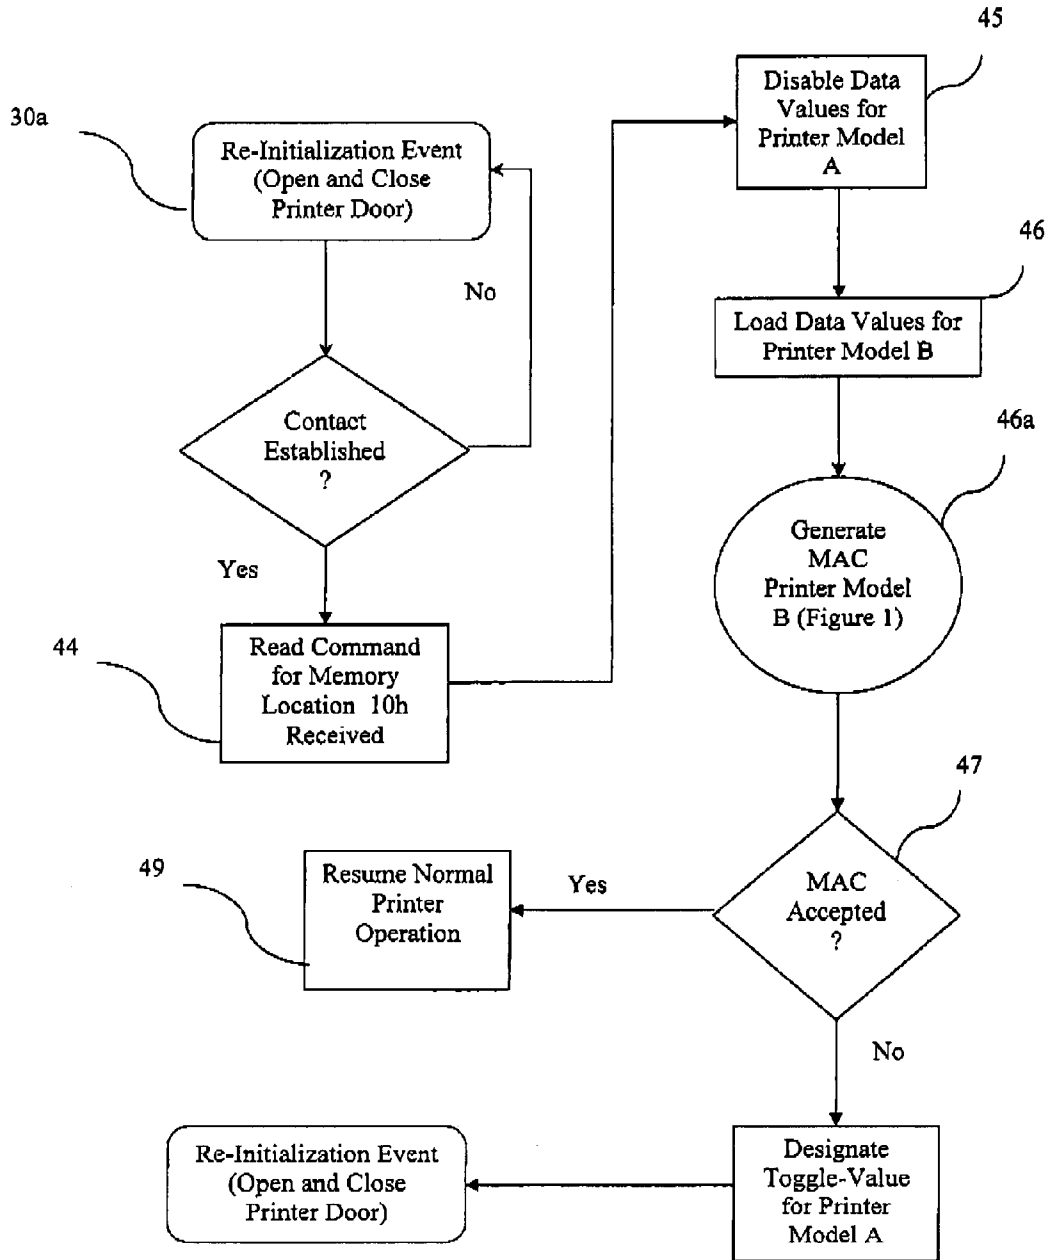 30a
Re-Initialization Event
(Open and Close
Printer Door)
No
Contact
Established
?
Yes
44
Read Command
for Memory
Location 10h
Received
45
Disable Data
Values for
Printer Model
A
46
Load Data Values for
Printer Model B
46a
Generate
MAC
Printer Model
B (Figure 1)
47
MAC
Accepted
?
Yes
49
Resume Normal
Printer
Operation
No
Designate
Toggle-Value
for Printer
Model A
Re-Initialization Event
(Open and Close
Printer Door)